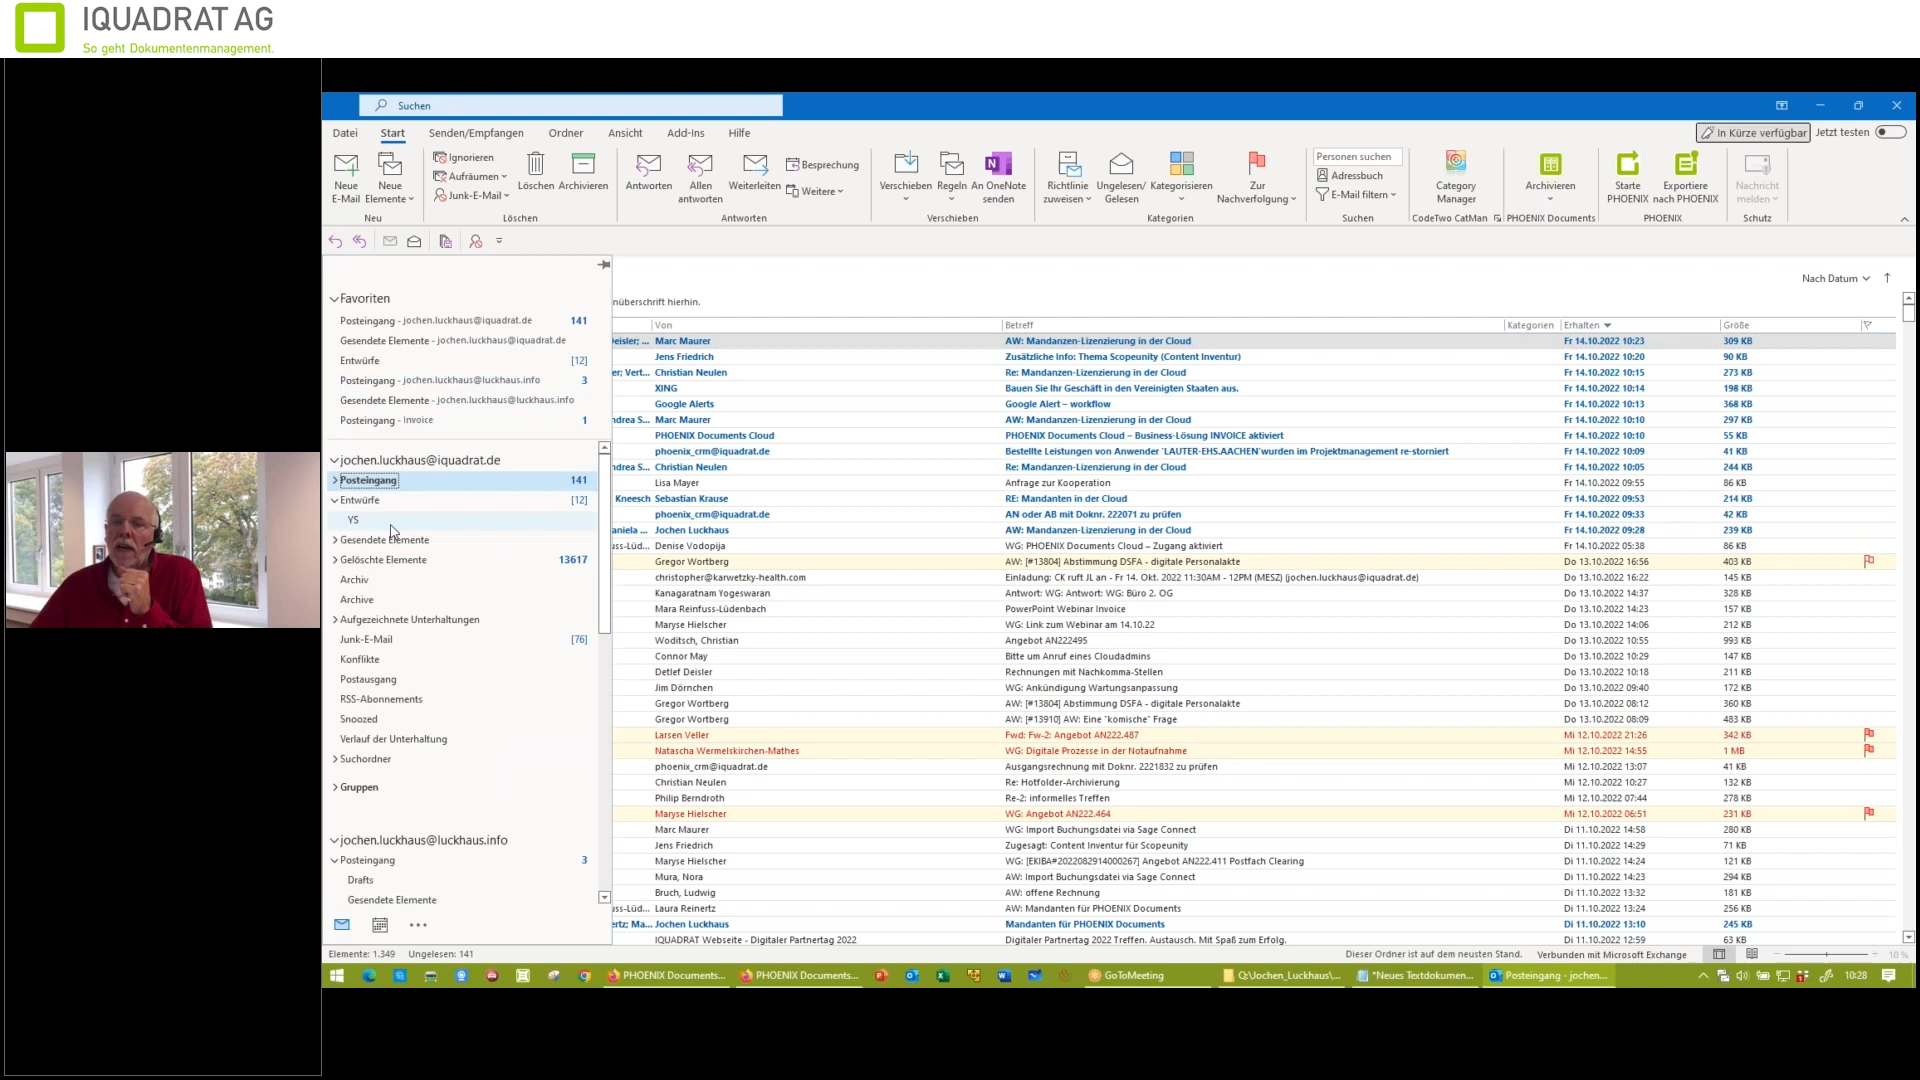 IQUADRAT AG
So geht Dokumentenmanagement.
Suchen
Datei Start Senden/Empfangen Ordner Ansicht Add-Ins Hilfe
In Kürze verfügbar Jetzt testen
Neue E-Mail
Neue Elemente
Neu
Ignorieren
Aufräumen
Junk-E-Mail
Löschen
Archivieren
Löschen
Antworten
Allen antworten
Weiterleiten
Besprechung
Weitere
Antworten
Verschieben
Regeln
An OneNote senden
Verschieben
Richtlinie zuweisen
Ungelesen/ Gelesen
Kategorisieren
Zur Nachverfolgung
Kategorien
Personen suchen
Adressbuch
E-Mail filtern
Suchen
Category Manager
CodeTwo CatMan
Archivieren
PHOENIX Documents
Starte PHOENIX
Exportiere nach PHOENIX
PHOENIX
Nachricht melden
Schutz
Favoriten
Posteingang - jochen.luckhaus@iquadrat.de 141
Gesendete Elemente - jochen.luckhaus@iquadrat.de
Entwürfe [12]
Posteingang - jochen.luckhaus@luckhaus.info 3
Gesendete Elemente - jochen.luckhaus@luckhaus.info
Posteingang - Invoice 1
jochen.luckhaus@iquadrat.de
Posteingang 141
Entwürfe [12]
YS
Gesendete Elemente
Gelöschte Elemente 13617
Archiv
Archive
Aufgezeichnete Unterhaltungen
Junk-E-Mail [76]
Konflikte
Postausgang
RSS-Abonnements
Snoozed
Verlauf der Unterhaltung
Suchordner
Gruppen
jochen.luckhaus@luckhaus.info
Posteingang 3
Drafts
Gesendete Elemente
Nach Datum
nüberschrift hierhin.
Von Betreff Kategorien Erhalten Größe
Deisler; ... Marc Maurer AW: Mandanzen-Lizenzierung in der Cloud Fr 14.10.2022 10:23 309 KB
Jens Friedrich Zusätzliche Info: Thema Scopeunity (Content Inventur) Fr 14.10.2022 10:20 90 KB
er; Vert... Christian Neulen Re: Mandanzen-Lizenzierung in der Cloud Fr 14.10.2022 10:15 273 KB
XING Bauen Sie Ihr Geschäft in den Vereinigten Staaten aus. Fr 14.10.2022 10:14 198 KB
Google Alerts Google Alert – workflow Fr 14.10.2022 10:13 368 KB
ndrea S... Marc Maurer AW: Mandanzen-Lizenzierung in der Cloud Fr 14.10.2022 10:10 297 KB
PHOENIX Documents Cloud PHOENIX Documents Cloud – Business-Lösung INVOICE aktiviert Fr 14.10.2022 10:10 55 KB
phoenix_crm@iquadrat.de Bestellte Leistungen von Anwender 'LAUTER-EHS.AACHEN'wurden im Projektmanagement re-storniert Fr 14.10.2022 10:09 41 KB
ndrea S... Christian Neulen Re: Mandanzen-Lizenzierung in der Cloud Fr 14.10.2022 10:05 244 KB
Lisa Mayer Anfrage zur Kooperation Fr 14.10.2022 09:55 86 KB
Kneesch Sebastian Krause RE: Mandanten in der Cloud Fr 14.10.2022 09:53 214 KB
phoenix_crm@iquadrat.de AN oder AB mit Doknr. 222071 zu prüfen Fr 14.10.2022 09:33 42 KB
aniela ... Jochen Luckhaus AW: Mandanzen-Lizenzierung in der Cloud Fr 14.10.2022 09:28 239 KB
uss-Lüd... Denise Vodopija WG: PHOENIX Documents Cloud – Zugang aktiviert Fr 14.10.2022 05:38 86 KB
Gregor Wortberg AW: [#13804] Abstimmung DSFA - digitale Personalakte Do 13.10.2022 16:56 403 KB
christopher@karwetzky-health.com Einladung: CK ruft JL an - Fr 14. Okt. 2022 11:30AM - 12PM (MESZ) (jochen.luckhaus@iquadrat.de) Do 13.10.2022 16:22 145 KB
Kanagaratnam Yogeswaran Antwort: WG: Antwort: WG: Büro 2. OG Do 13.10.2022 14:37 328 KB
Mara Reinfuss-Lüdenbach PowerPoint Webinar Invoice Do 13.10.2022 14:23 157 KB
Maryse Hielscher WG: Link zum Webinar am 14.10.22 Do 13.10.2022 14:06 212 KB
Woditsch, Christian Angebot AN222495 Do 13.10.2022 10:55 993 KB
Connor May Bitte um Anruf eines Cloudadmins Do 13.10.2022 10:29 147 KB
Detlef Deisler Rechnungen mit Nachkomma-Stellen Do 13.10.2022 10:18 211 KB
Jim Dörnchen WG: Ankündigung Wartungsanpassung Do 13.10.2022 09:40 172 KB
Gregor Wortberg AW: [#13804] Abstimmung DSFA - digitale Personalakte Do 13.10.2022 08:12 360 KB
Gregor Wortberg AW: [#13910] AW: Eine "komische" Frage Do 13.10.2022 08:09 483 KB
Larsen Veller Fwd: Fw-2: Angebot AN222.487 Mi 12.10.2022 21:26 342 KB
Natascha Wermelskirchen-Mathes WG: Digitale Prozesse in der Notaufnahme Mi 12.10.2022 14:55 1 MB
phoenix_crm@iquadrat.de Ausgangsrechnung mit Doknr. 2221832 zu prüfen Mi 12.10.2022 13:07 41 KB
Christian Neulen Re: Hotfolder-Archivierung Mi 12.10.2022 10:27 132 KB
Philip Berndroth Re-2: informelles Treffen Mi 12.10.2022 07:44 278 KB
Maryse Hielscher WG: Angebot AN222.464 Mi 12.10.2022 06:51 231 KB
Marc Maurer WG: Import Buchungsdatei via Sage Connect Di 11.10.2022 14:58 280 KB
Jens Friedrich Zugesagt: Content Inventur für Scopeunity Di 11.10.2022 14:29 71 KB
Maryse Hielscher WG: [EKIBA#2022082914000267] Angebot AN222.411 Postfach Clearing Di 11.10.2022 14:24 121 KB
Mura, Nora AW: Import Buchungsdatei via Sage Connect Di 11.10.2022 14:23 294 KB
Bruch, Ludwig AW: offene Rechnung Di 11.10.2022 13:32 181 KB
uss-Lüd... Laura Reinertz AW: Mandanten für PHOENIX Documents Di 11.10.2022 13:24 256 KB
ertz; Ma... Jochen Luckhaus Mandanten für PHOENIX Documents Di 11.10.2022 13:10 245 KB
IQUADRAT Webseite - Digitaler Partnertag 2022 Digitaler Partnertag 2022 Treffen. Austausch. Mit Spaß zum Erfolg. Di 11.10.2022 12:59 63 KB
Elemente: 1.349 Ungelesen: 141 Dieser Ordner ist auf dem neusten Stand. Verbunden mit Microsoft Exchange 10 %
PHOENIX Documents... PHOENIX Documents... GoToMeeting Q:\Jochen_Luckhaus\... "Neues Textdokumen... Posteingang - jochen... 10:28